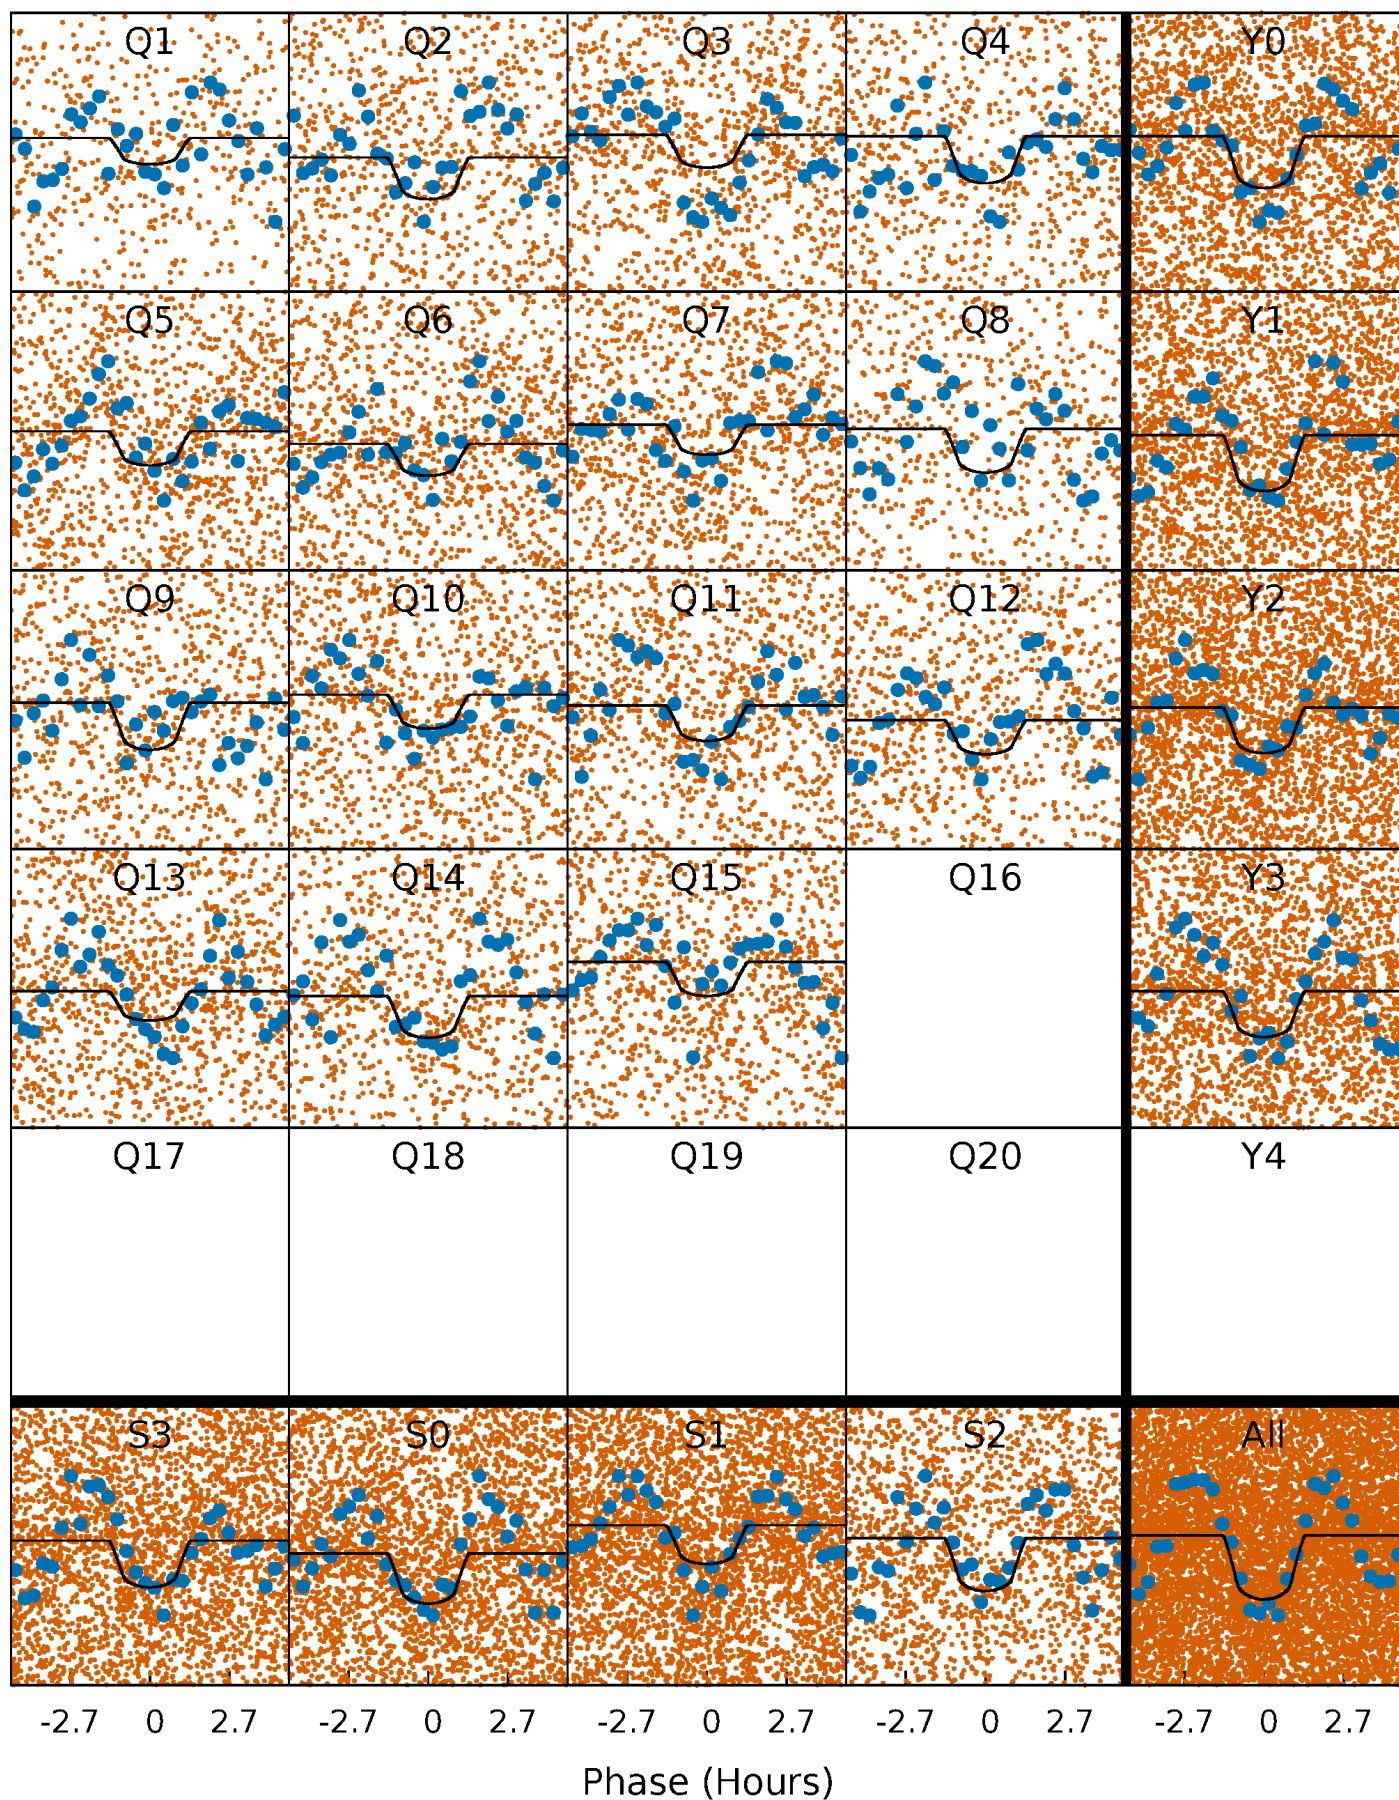 Q1 Q2 Q3 Q4 Y0
Q5 Q6 Q7 Q8 Y1
Q9 Q10 Q11 Q12 Y2
Q13 Q14 Q15 Q16 Y3
Q17 Q18 Q19 Q20 Y4
S3 S0 S1 S2 All
-2.7 0 2.7 -2.7 0 2.7 -2.7 0 2.7 -2.7 0 2.7 -2.7 0 2.7
Phase (Hours)